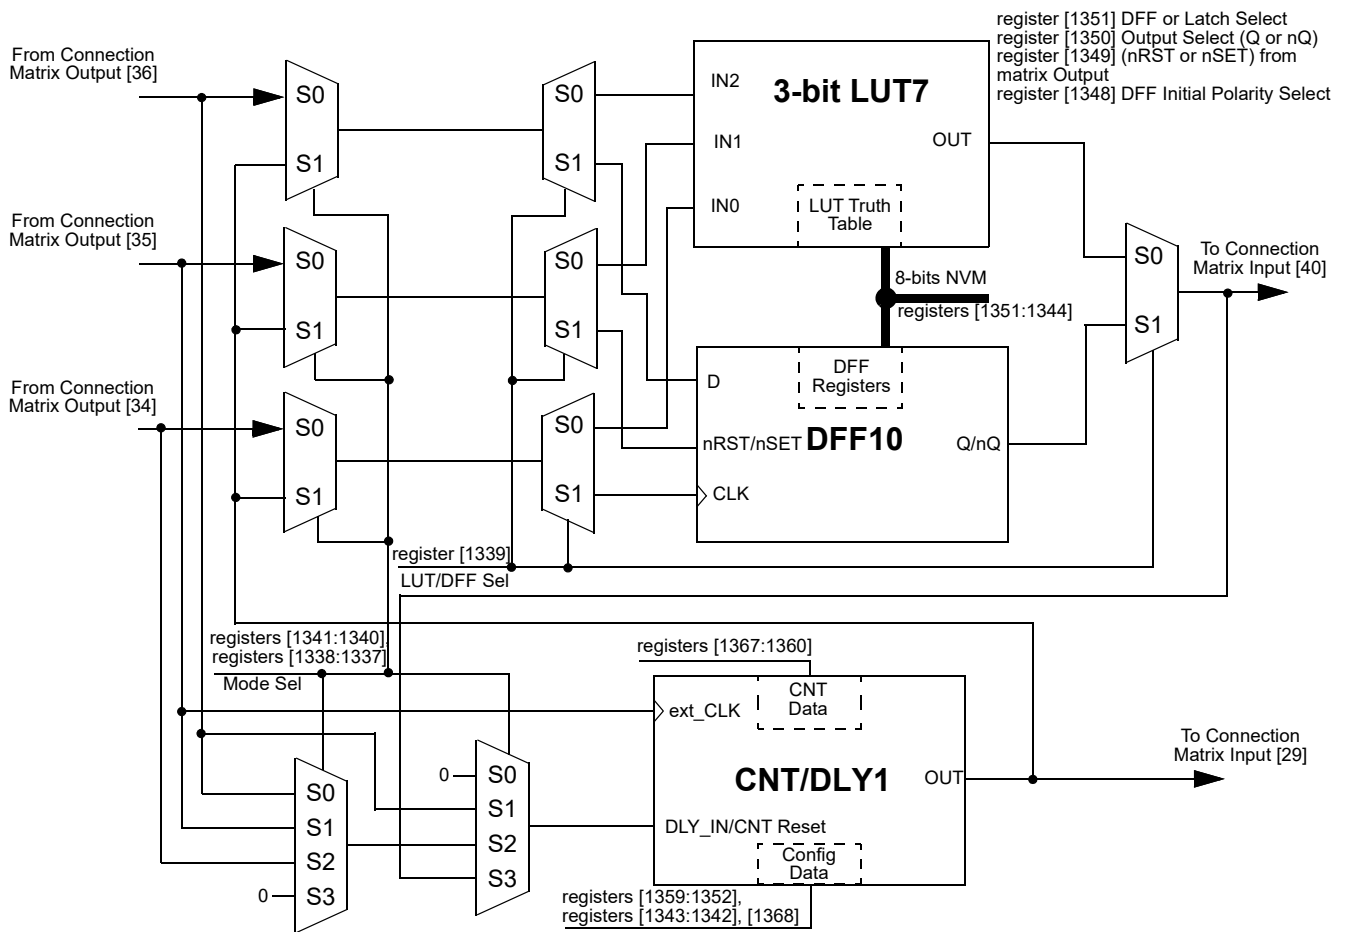 register [1351] DFF or Latch Select
register [1350] Output Select (Q or nQ)
register [1349] (nRST or nSET) from
matrix Output
register [1348] DFF Initial Polarity Select
From Connection
Matrix Output [36]
S0
S1
S0
S1
IN2
3-bit LUT7
IN1
OUT
IN0
LUT Truth
Table
From Connection
Matrix Output [35]
S0
S1
S0
S1
8-bits NVM
registers [1351:1344]
S0
S1
To Connection
Matrix Input [40]
From Connection
Matrix Output [34]
S0
S1
S0
S1
D
DFF
Registers
nRST/nSET
DFF10
Q/nQ
CLK
register [1339]
LUT/DFF Sel
registers [1341:1340],
registers [1338:1337]
Mode Sel
registers [1367:1360]
ext_CLK
CNT
Data
CNT/DLY1
OUT
To Connection
Matrix Input [29]
DLY_IN/CNT Reset
Config
Data
S0
S1
S2
0
S3
0
S0
S1
S2
S3
registers [1359:1352],
registers [1343:1342], [1368]